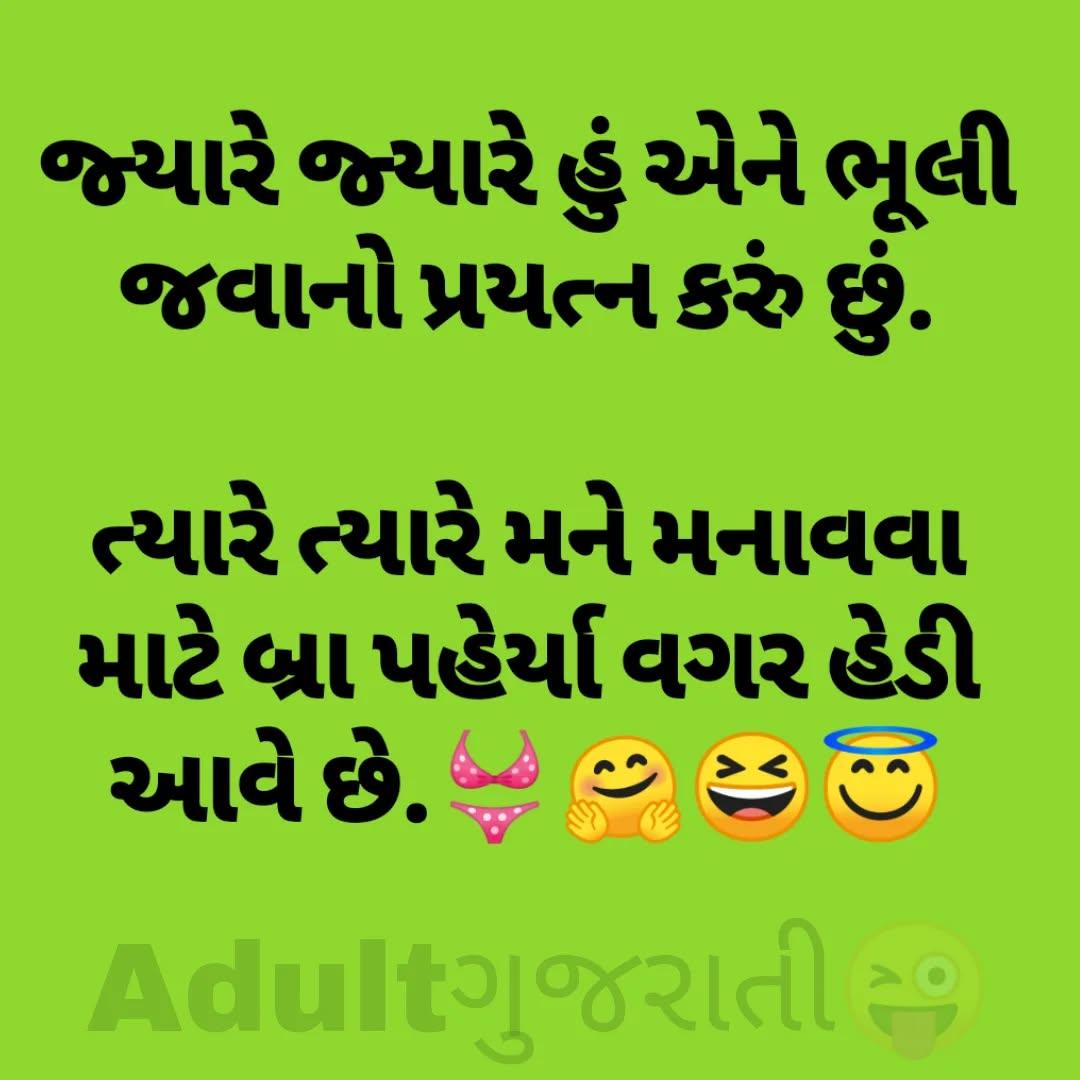 જ્યારે જ્યારે હું એને ભૂલી
જવાનો પ્રયત્ન કરું છું.
ત્યારે ત્યારે મને મનાવવા
માટે બ્રા પહેર્યા વગર હેડી
આવે છે.👙🤗😆😇
Adultગુજરાતી😜